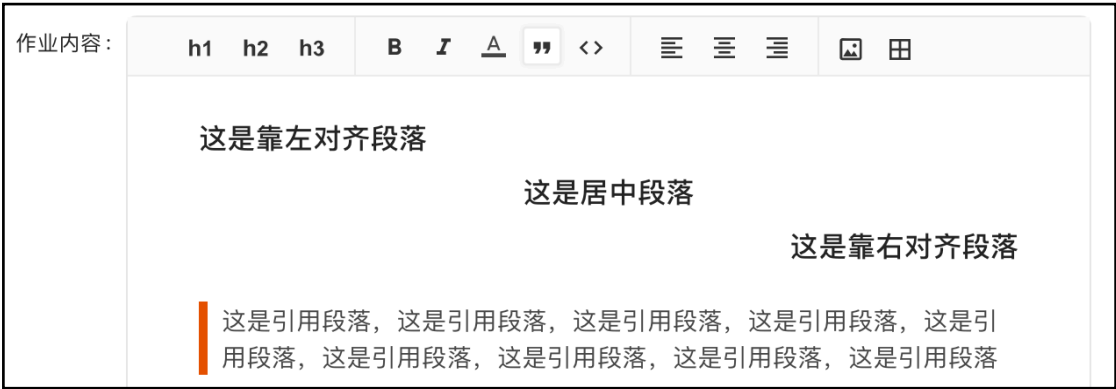 作业内容：
h1 h2 h3 B I A
这是靠左对齐段落
这是居中段落
这是靠右对齐段落
这是引用段落，这是引用段落，这是引用段落，这是引用段落，这是引
用段落，这是引用段落，这是引用段落，这是引用段落，这是引用段落